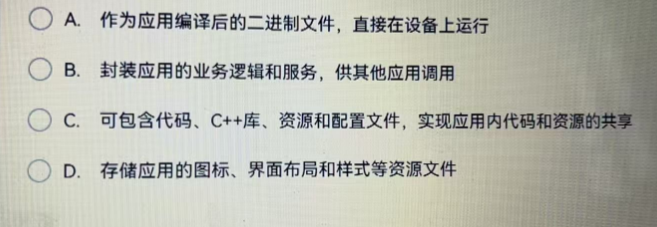 A. 作为应用编译后的二进制文件，直接在设备上运行
B. 封装应用的业务逻辑和服务，供其他应用调用
C. 可包含代码、C++库、资源和配置文件，实现应用内代码和资源的共享
D. 存储应用的图标、界面布局和样式等资源文件